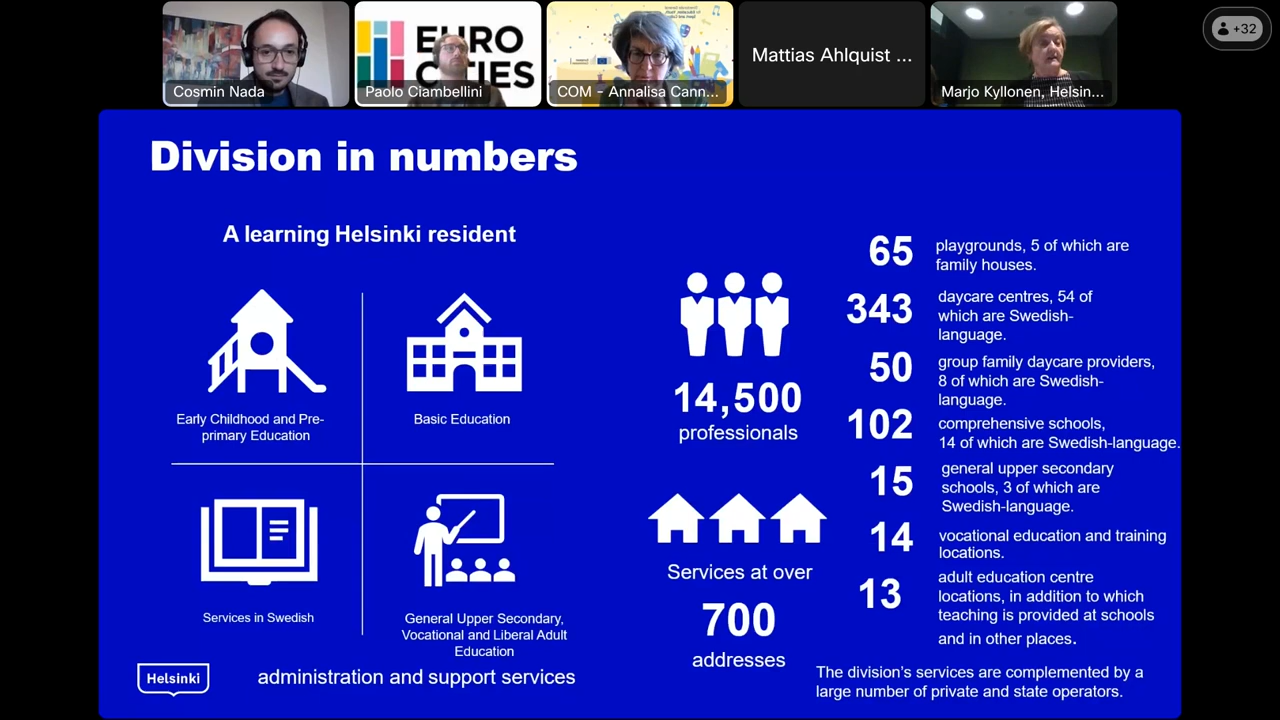 EURO
CITIES
Mattias Ahlquist ...
+32
Cosmin Nada
Paolo Ciambellini
COM - Annalisa Cann...
Marjo Kyllonen, Helsin...
Division in numbers
A learning Helsinki resident
Early Childhood and Pre-
primary Education
Basic Education
Services in Swedish
General Upper Secondary,
Vocational and Liberal Adult
Education
Helsinki
administration and support services
14,500
professionals
Services at over
700
addresses
65
playgrounds, 5 of which are
family houses.
343
daycare centres, 54 of
which are Swedish-
language.
50
group family daycare providers,
8 of which are Swedish-
language.
102
comprehensive schools,
14 of which are Swedish-language.
15
general upper secondary
schools, 3 of which are
Swedish-language.
14
vocational education and training
locations.
13
adult education centre
locations, in addition to which
teaching is provided at schools
and in other places.
The division's services are complemented by a
large number of private and state operators.